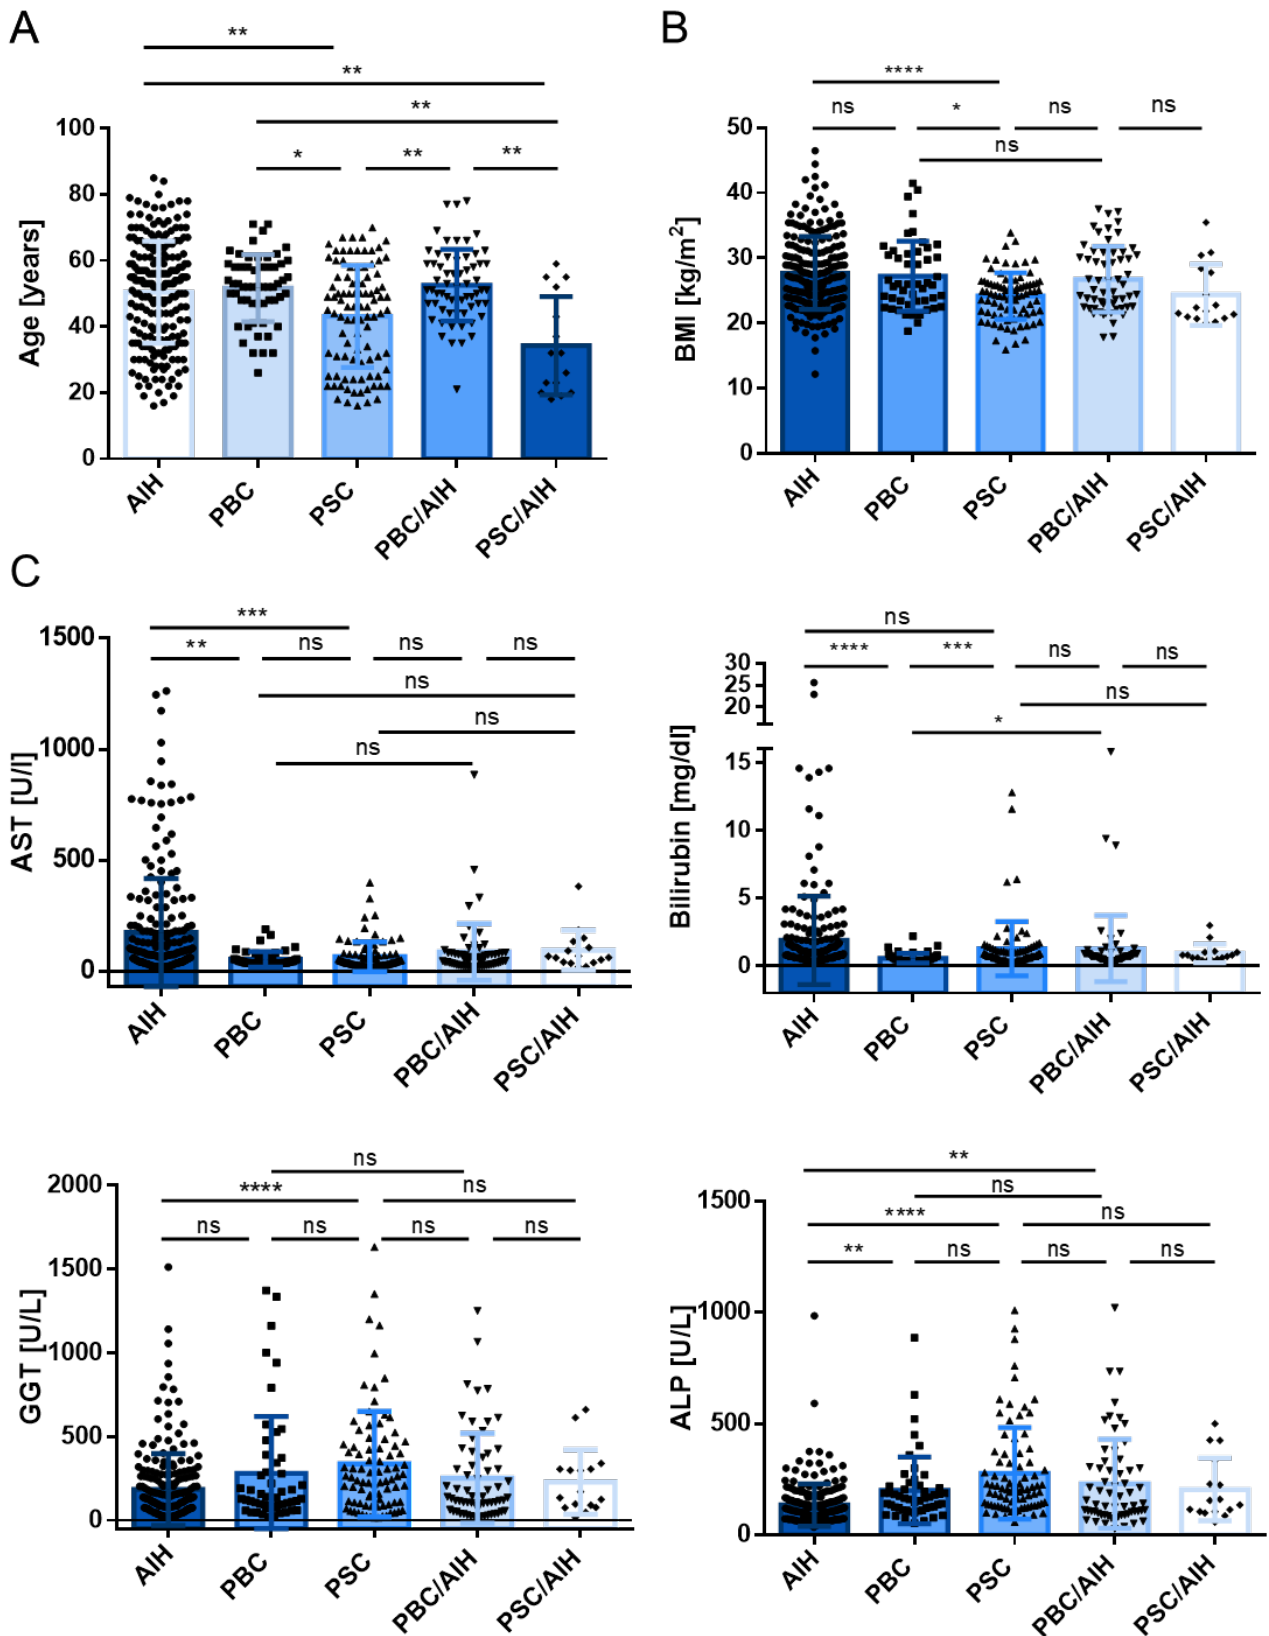 A
**
**
**
* ** **
Age [years]
100
80
60
40
20
0
AIH PBC PSC PBC/AIH PSC/AIH
B
****
ns * ns ns
ns
BMI [kg/m²]
50
40
30
20
10
0
AIH PBC PSC PBC/AIH PSC/AIH
C
***
** ns ns ns
ns
ns
ns
AST [U/l]
1500
1000
500
0
AIH PBC PSC PBC/AIH PSC/AIH
ns
**** *** ns ns
ns
*
Bilirubin [mg/dl]
30
25
20
15
10
5
0
AIH PBC PSC PBC/AIH PSC/AIH
ns
**** ns
ns ns ns ns
GGT [U/L]
2000
1500
1000
500
0
AIH PBC PSC PBC/AIH PSC/AIH
**
ns
**** ns
** ns ns ns
ALP [U/L]
1500
1000
500
0
AIH PBC PSC PBC/AIH PSC/AIH